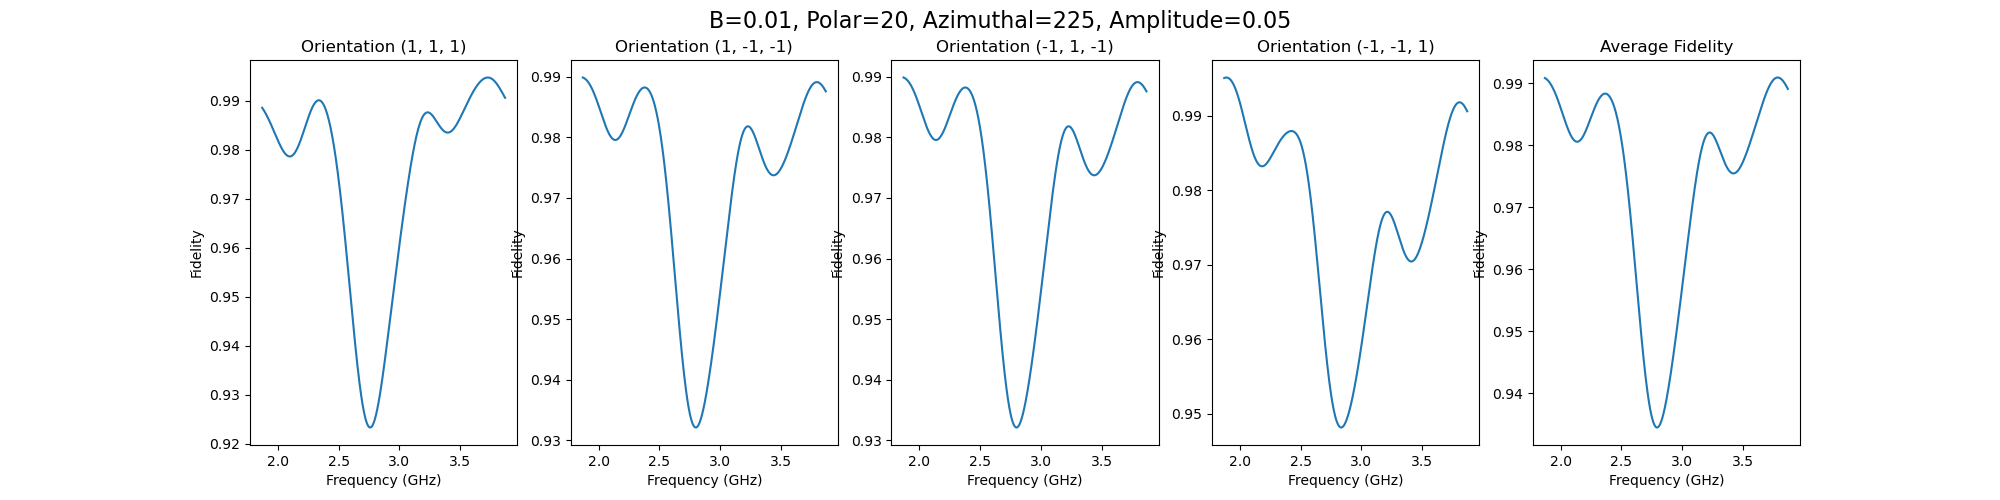 B=0.01, Polar=20, Azimuthal=225, Amplitude=0.05
Orientation (1, 1, 1)
Fidelity
0.99
0.98
0.97
0.96
0.95
0.94
0.93
0.92
2.0 2.5 3.0 3.5
Frequency (GHz)
Orientation (1, -1, -1)
Fidelity
0.99
0.98
0.97
0.96
0.95
0.94
0.93
2.0 2.5 3.0 3.5
Frequency (GHz)
Orientation (-1, 1, -1)
Fidelity
0.99
0.98
0.97
0.96
0.95
0.94
0.93
2.0 2.5 3.0 3.5
Frequency (GHz)
Orientation (-1, -1, 1)
Fidelity
0.99
0.98
0.97
0.96
0.95
2.0 2.5 3.0 3.5
Frequency (GHz)
Average Fidelity
Fidelity
0.99
0.98
0.97
0.96
0.95
0.94
2.0 2.5 3.0 3.5
Frequency (GHz)